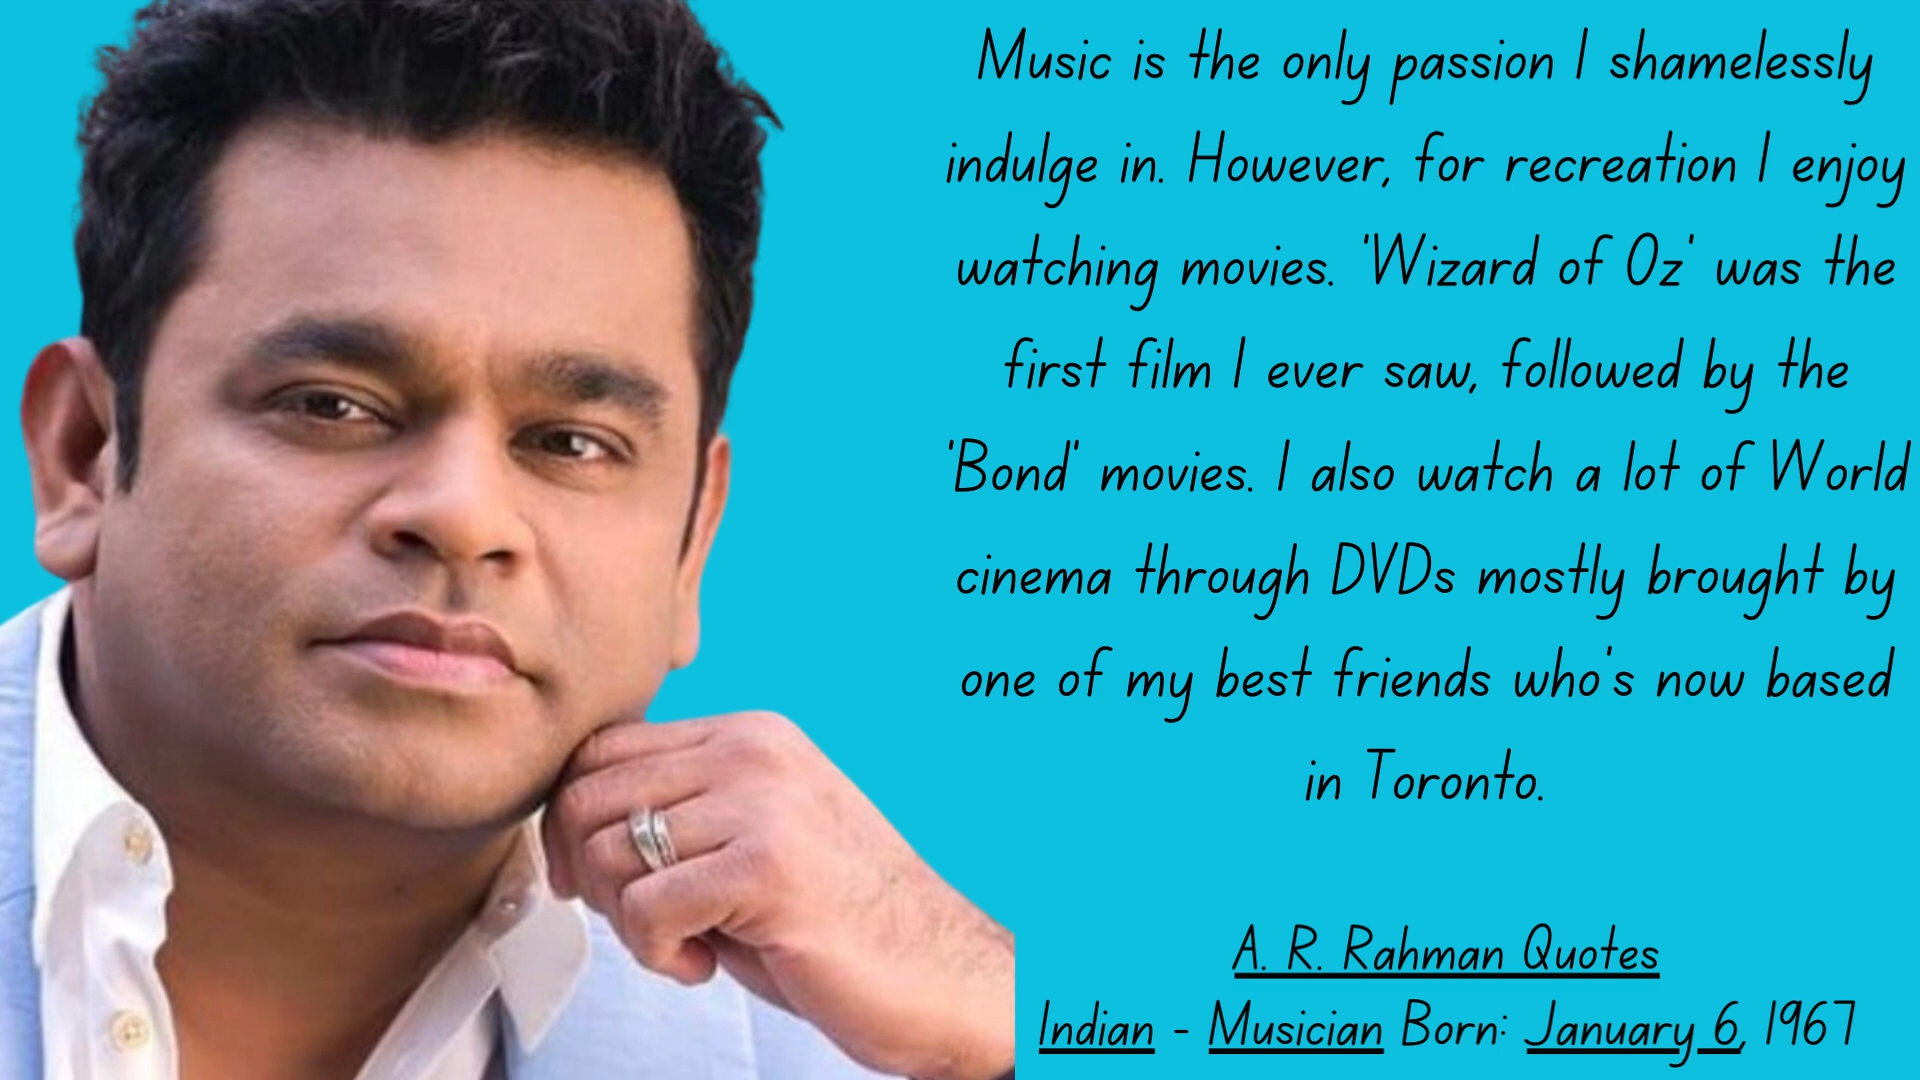 Music is the only passion I shamelessly
indulge in. However, for recreation I enjoy
watching movies. 'Wizard of Oz' was the
first film I ever saw, followed by the
'Bond' movies. I also watch a lot of World
cinema through DVDs mostly brought by
one of my best friends who's now based
in Toronto.
A. R. Rahman Quotes
Indian - Musician Born: January 6, 1967